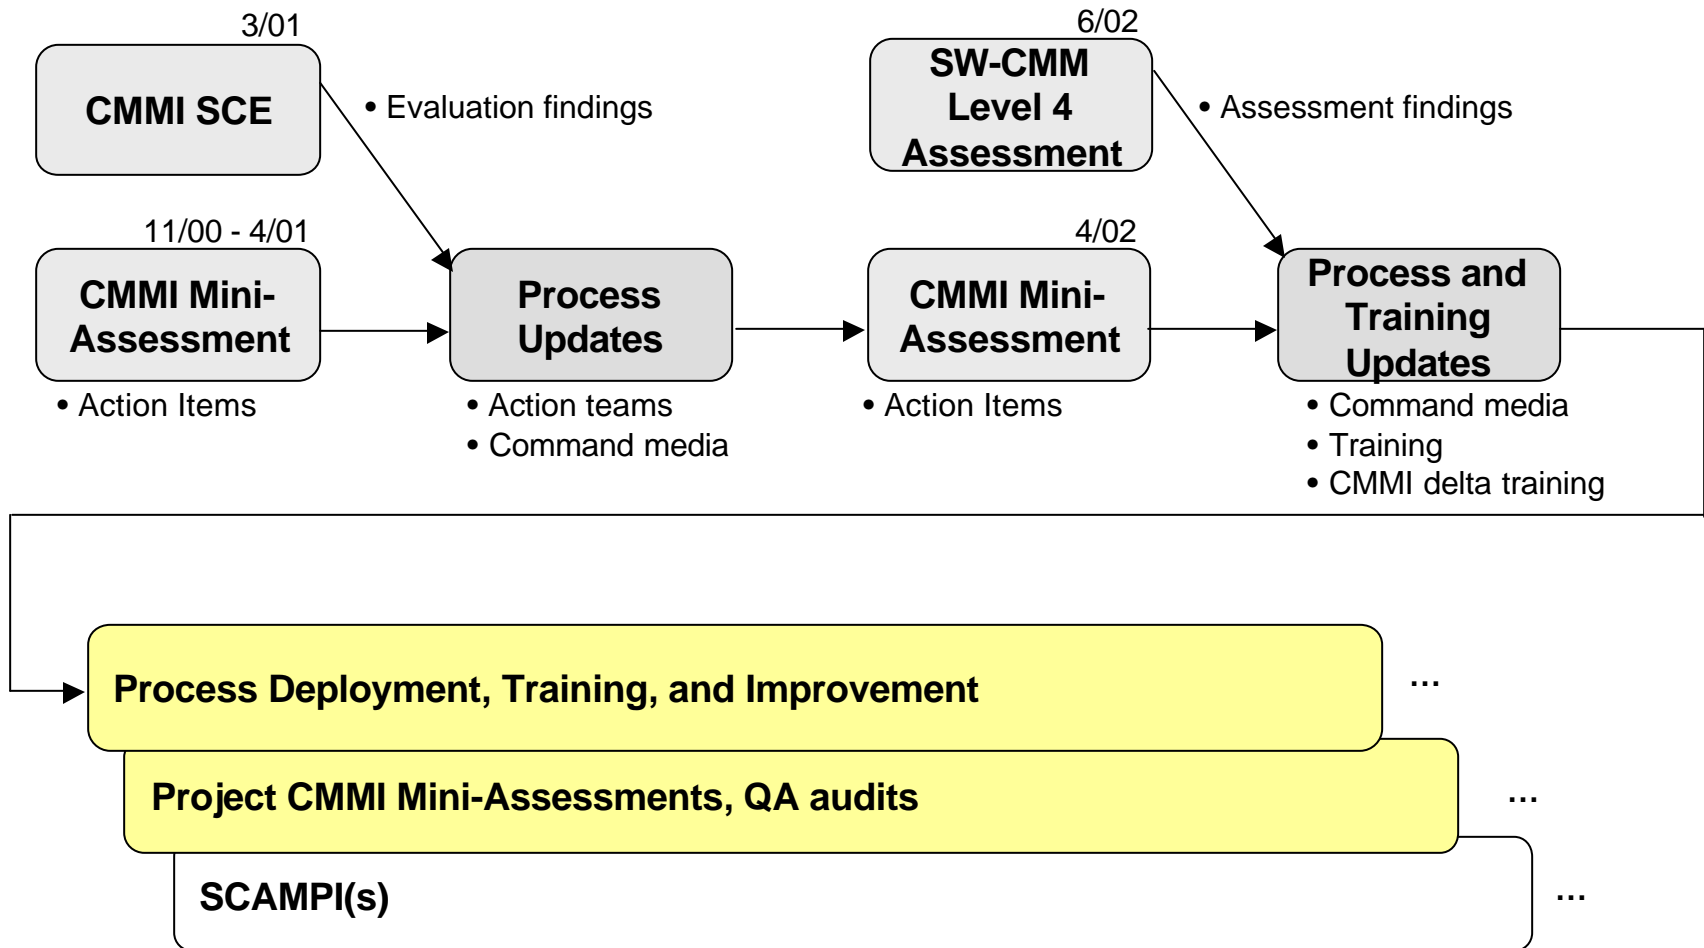 3/01
CMMI SCE
• Evaluation findings
6/02
SW-CMM
Level 4
Assessment
• Assessment findings
11/00 - 4/01
CMMI Mini-
Assessment
• Action Items
Process
Updates
• Action teams
• Command media
4/02
CMMI Mini-
Assessment
• Action Items
Process and
Training
Updates
• Command media
• Training
• CMMI delta training
Process Deployment, Training, and Improvement
...
Project CMMI Mini-Assessments, QA audits
...
SCAMPI(s)
...